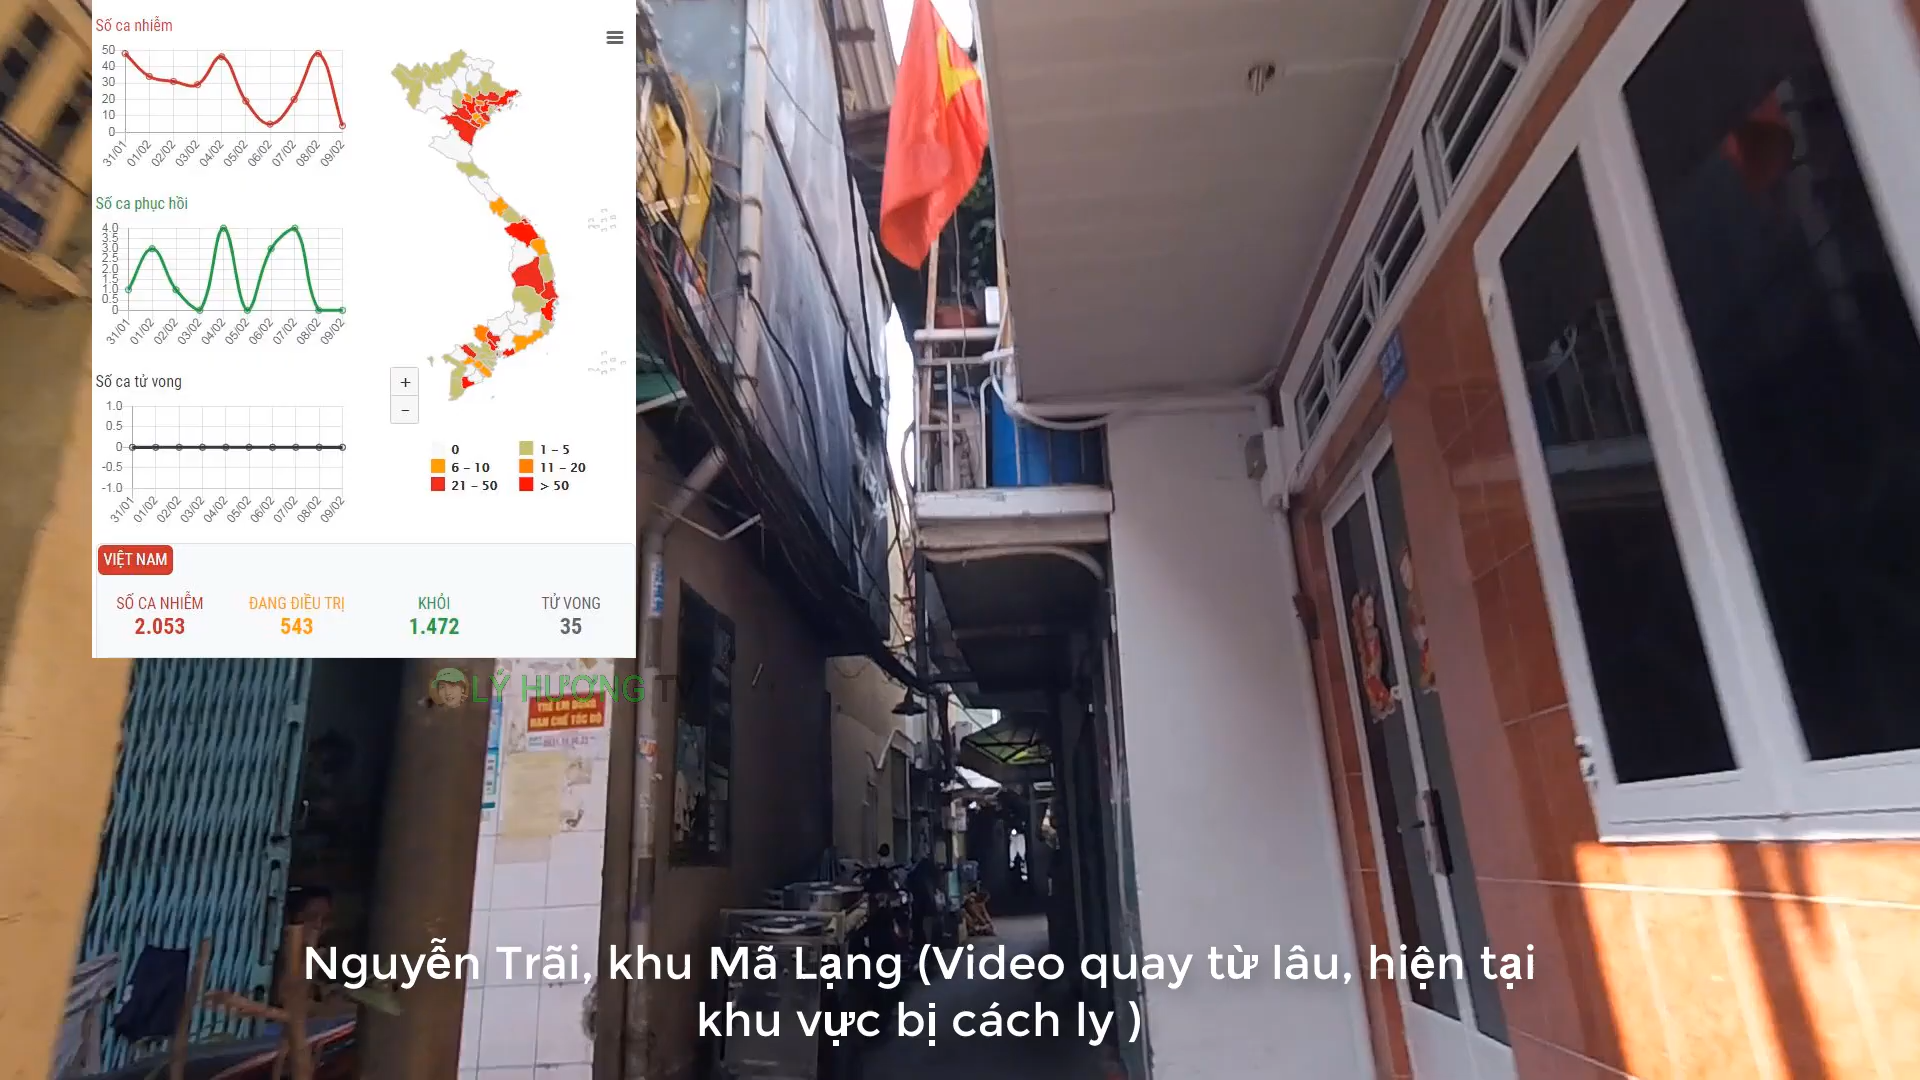 Số ca nhiễm
50
40
30
20
10
0
31/01 01/02 02/02 03/02 04/02 05/02 06/02 07/02 08/02 09/02
Số ca phục hồi
4.0
3.5
3.0
2.5
2.0
1.5
1.0
0.5
0
31/01 01/02 02/02 03/02 04/02 05/02 06/02 07/02 08/02 09/02
Số ca tử vong
1.0
0.5
0
-0.5
-1.0
31/01 01/02 02/02 03/02 04/02 05/02 06/02 07/02 08/02 09/02
+
−
0 1 – 5
6 – 10 11 – 20
21 – 50 > 50
VIỆT NAM
SỐ CA NHIỄM ĐANG ĐIỀU TRỊ KHỎI TỬ VONG
2.053 543 1.472 35
LÝ HƯƠNG TV
TRẺ EM ĐÔNG
HẠN CHẾ TỐC ĐỘ
Nguyễn Trãi, khu Mã Lạng (Video quay từ lâu, hiện tại
khu vực bị cách ly )